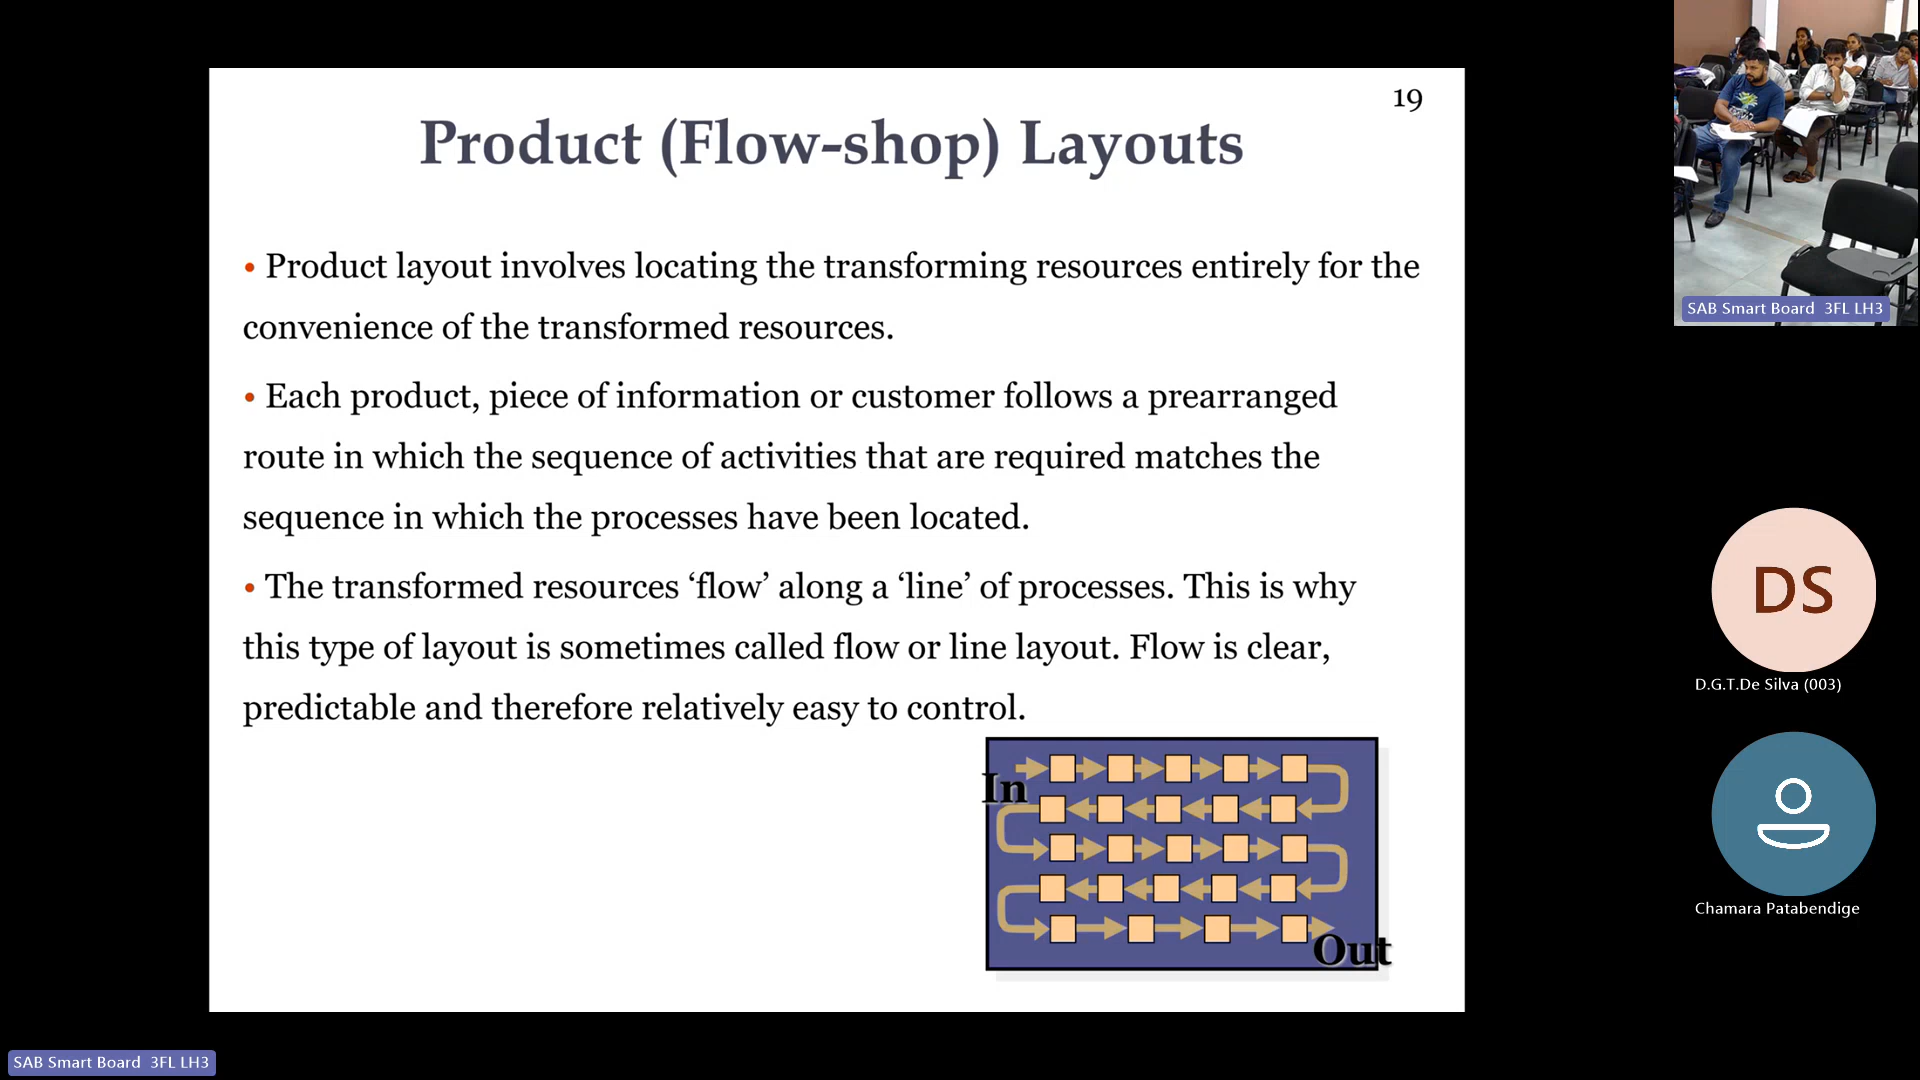 19
Product (Flow-shop) Layouts
• Product layout involves locating the transforming resources entirely for the
convenience of the transformed resources.
• Each product, piece of information or customer follows a prearranged
route in which the sequence of activities that are required matches the
sequence in which the processes have been located.
• The transformed resources ‘flow’ along a ‘line’ of processes. This is why
this type of layout is sometimes called flow or line layout. Flow is clear,
predictable and therefore relatively easy to control.
In
Out
SAB Smart Board 3FL LH3
DS
D.G.T.De Silva (003)
Chamara Patabendige
SAB Smart Board 3FL LH3